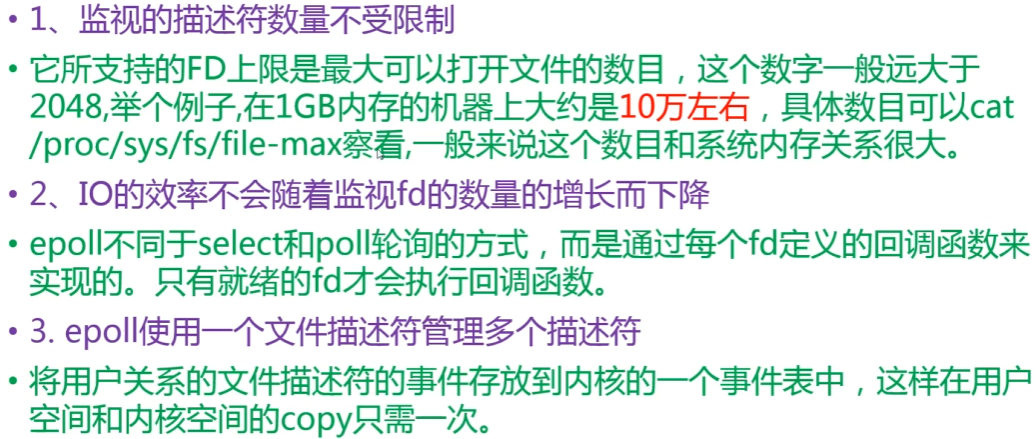 • 1、监视的描述符数量不受限制
• 它所支持的FD上限是最大可以打开文件的数目，这个数字一般远大于
2048,举个例子,在1GB内存的机器上大约是10万左右，具体数目可以cat
/proc/sys/fs/file-max察看,一般来说这个数目和系统内存关系很大。
• 2、IO的效率不会随着监视fd的数量的增长而下降
• epoll不同于select和poll轮询的方式，而是通过每个fd定义的回调函数来
实现的。只有就绪的fd才会执行回调函数。
• 3. epoll使用一个文件描述符管理多个描述符
• 将用户关系的文件描述符的事件存放到内核的一个事件表中，这样在用户
空间和内核空间的copy只需一次。